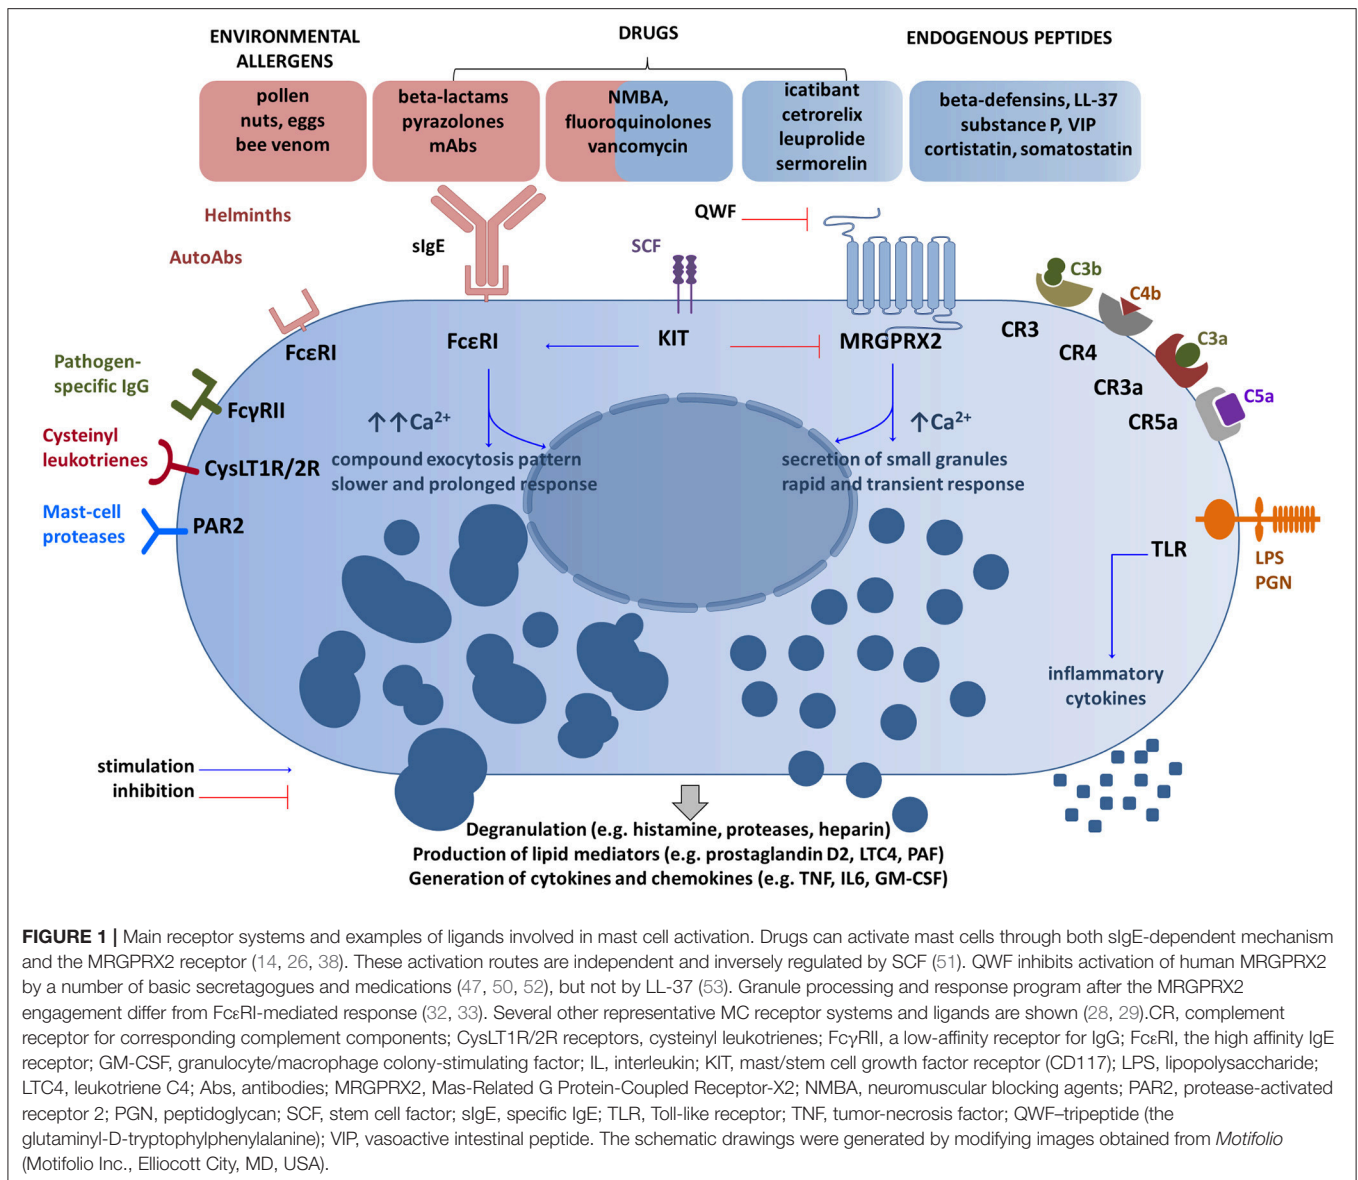 ENVIRONMENTAL
ALLERGENS
DRUGS
ENDOGENOUS PEPTIDES
pollen
nuts, eggs
bee venom
beta-lactams
pyrazolones
mAbs
NMBA,
fluoroquinolones
vancomycin
icatibant
cetrorelix
leuprolide
sermorelin
beta-defensins, LL-37
substance P, VIP
cortistatin, somatostatin
Helminths
AutoAbs
sIgE
SCF
QWF
C3b
C4b
C3a
C5a
FcεRI
FcεRI
KIT
MRGPRX2
CR3
CR4
CR3a
CR5a
Pathogen-
specific IgG
FcγRII
Cysteinyl
leukotrienes
CysLT1R/2R
Mast-cell
proteases
PAR2
↑↑Ca²⁺
compound exocytosis pattern
slower and prolonged response
↑Ca²⁺
secretion of small granules
rapid and transient response
TLR
LPS
PGN
inflammatory
cytokines
stimulation
inhibition
Degranulation (e.g. histamine, proteases, heparin)
Production of lipid mediators (e.g. prostaglandin D2, LTC4, PAF)
Generation of cytokines and chemokines (e.g. TNF, IL6, GM-CSF)
FIGURE 1 | Main receptor systems and examples of ligands involved in mast cell activation. Drugs can activate mast cells through both sIgE-dependent mechanism
and the MRGPRX2 receptor (14, 26, 38). These activation routes are independent and inversely regulated by SCF (51). QWF inhibits activation of human MRGPRX2
by a number of basic secretagogues and medications (47, 50, 52), but not by LL-37 (53). Granule processing and response program after the MRGPRX2
engagement differ from FcεRI-mediated response (32, 33). Several other representative MC receptor systems and ligands are shown (28, 29).CR, complement
receptor for corresponding complement components; CysLT1R/2R receptors, cysteinyl leukotrienes; FcγRII, a low-affinity receptor for IgG; FcεRI, the high affinity IgE
receptor; GM-CSF, granulocyte/macrophage colony-stimulating factor; IL, interleukin; KIT, mast/stem cell growth factor receptor (CD117); LPS, lipopolysaccharide;
LTC4, leukotriene C4; Abs, antibodies; MRGPRX2, Mas-Related G Protein-Coupled Receptor-X2; NMBA, neuromuscular blocking agents; PAR2, protease-activated
receptor 2; PGN, peptidoglycan; SCF, stem cell factor; sIgE, specific IgE; TLR, Toll-like receptor; TNF, tumor-necrosis factor; QWF–tripeptide (the
glutaminyl-D-tryptophylphenylalanine); VIP, vasoactive intestinal peptide. The schematic drawings were generated by modifying images obtained from Motifolio
(Motifolio Inc., Elliocott City, MD, USA).